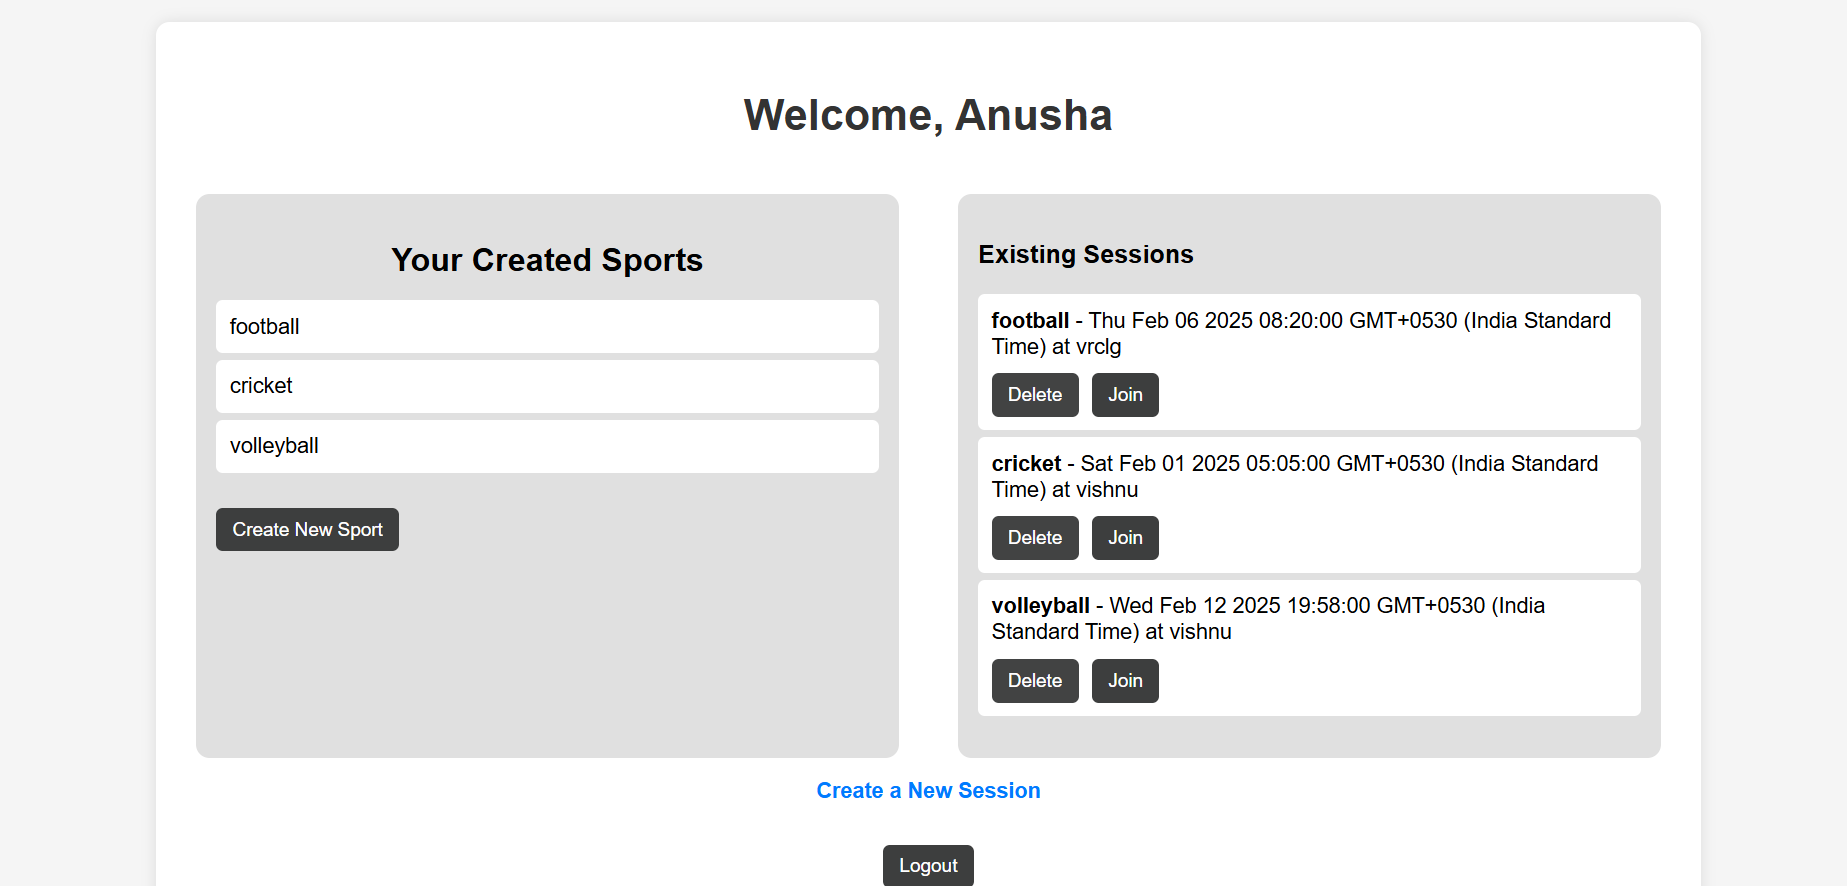 Welcome, Anusha
Your Created Sports
football
cricket
volleyball
Create New Sport
Existing Sessions
football - Thu Feb 06 2025 08:20:00 GMT+0530 (India Standard
Time) at vrclg
Delete Join
cricket - Sat Feb 01 2025 05:05:00 GMT+0530 (India Standard
Time) at vishnu
Delete Join
volleyball - Wed Feb 12 2025 19:58:00 GMT+0530 (India
Standard Time) at vishnu
Delete Join
Create a New Session
Logout